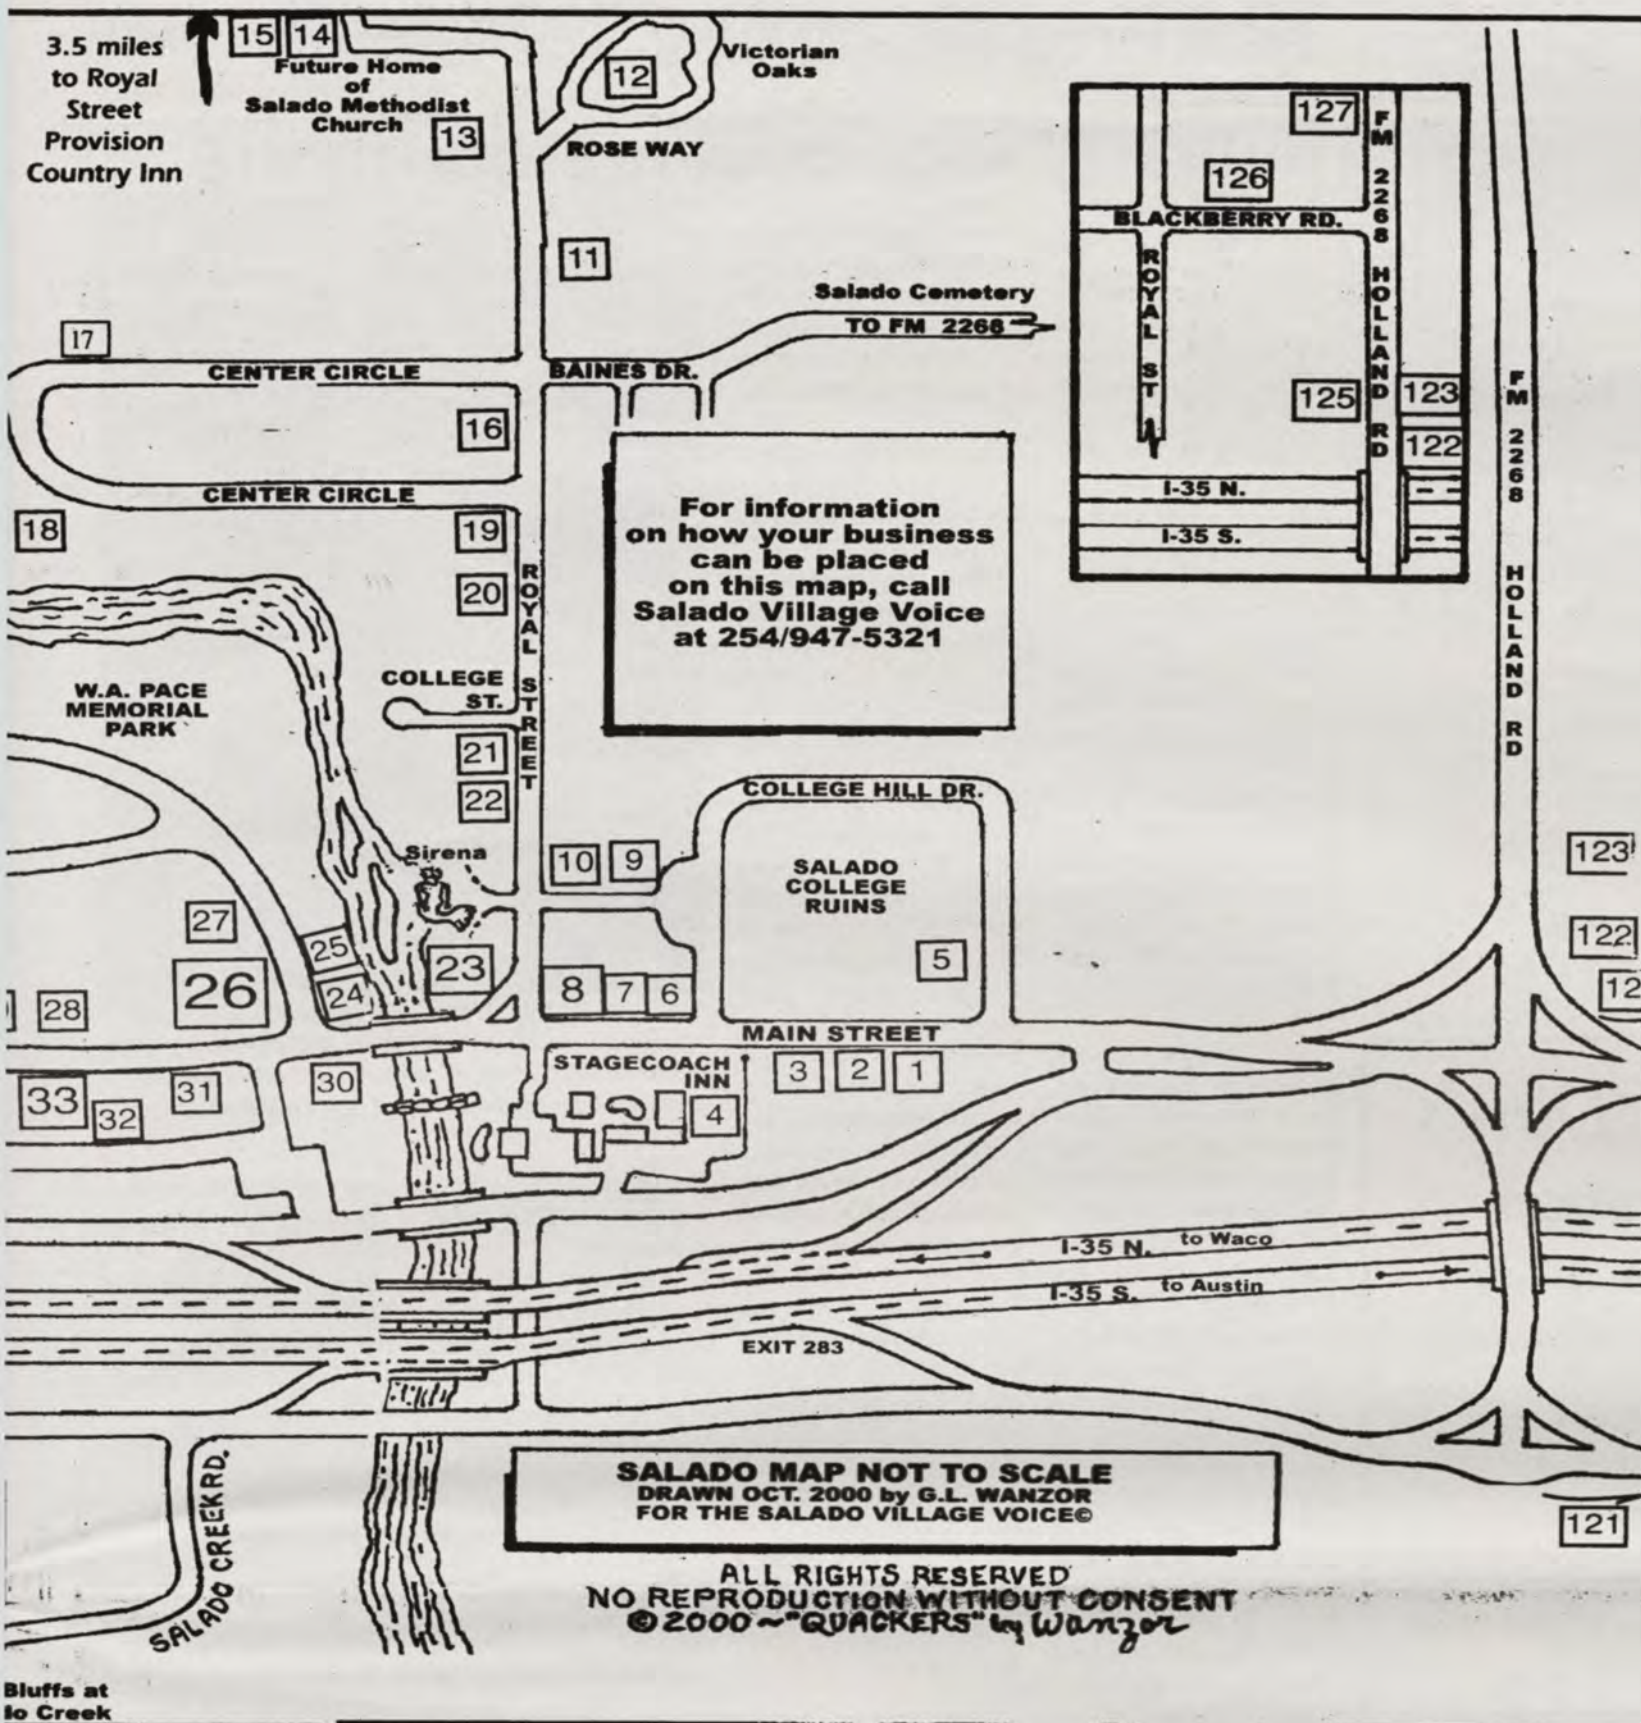 3.5 miles
to Royal
Street
Provision
Country Inn
15
14
Future Home
of
Salado Methodist
Church
13
12
Victorian
Oaks
ROSE WAY
11
Salado Cemetery
TO FM 2268
17
CENTER CIRCLE
BAINES DR.
16
CENTER CIRCLE
18
19
20
ROYAL STREET
For information
on how your business
can be placed
on this map, call
Salado Village Voice
at 254/947-5321
127
FM 2268 HOLLAND RD
126
BLACKBERRY RD.
ROYAL ST
125
123
122
I-35 N.
I-35 S.
FM 2268 HOLLAND RD
W.A. PACE
MEMORIAL
PARK
COLLEGE
ST.
21
22
COLLEGE HILL DR.
Sirena
10
9
SALADO
COLLEGE
RUINS
123
122
12
27
25
26
24
23
28
8
7
6
5
MAIN STREET
STAGECOACH
INN
3
2
1
4
33
32
31
30
I-35 N.
to Waco
I-35 S.
to Austin
EXIT 283
SALADO CREEK RD.
SALADO MAP NOT TO SCALE
DRAWN OCT. 2000 by G.L. WANZOR
FOR THE SALADO VILLAGE VOICE©
121
ALL RIGHTS RESERVED
NO REPRODUCTION WITHOUT CONSENT
©2000~"QUACKERS" by Wanzor
Bluffs at
lo Creek